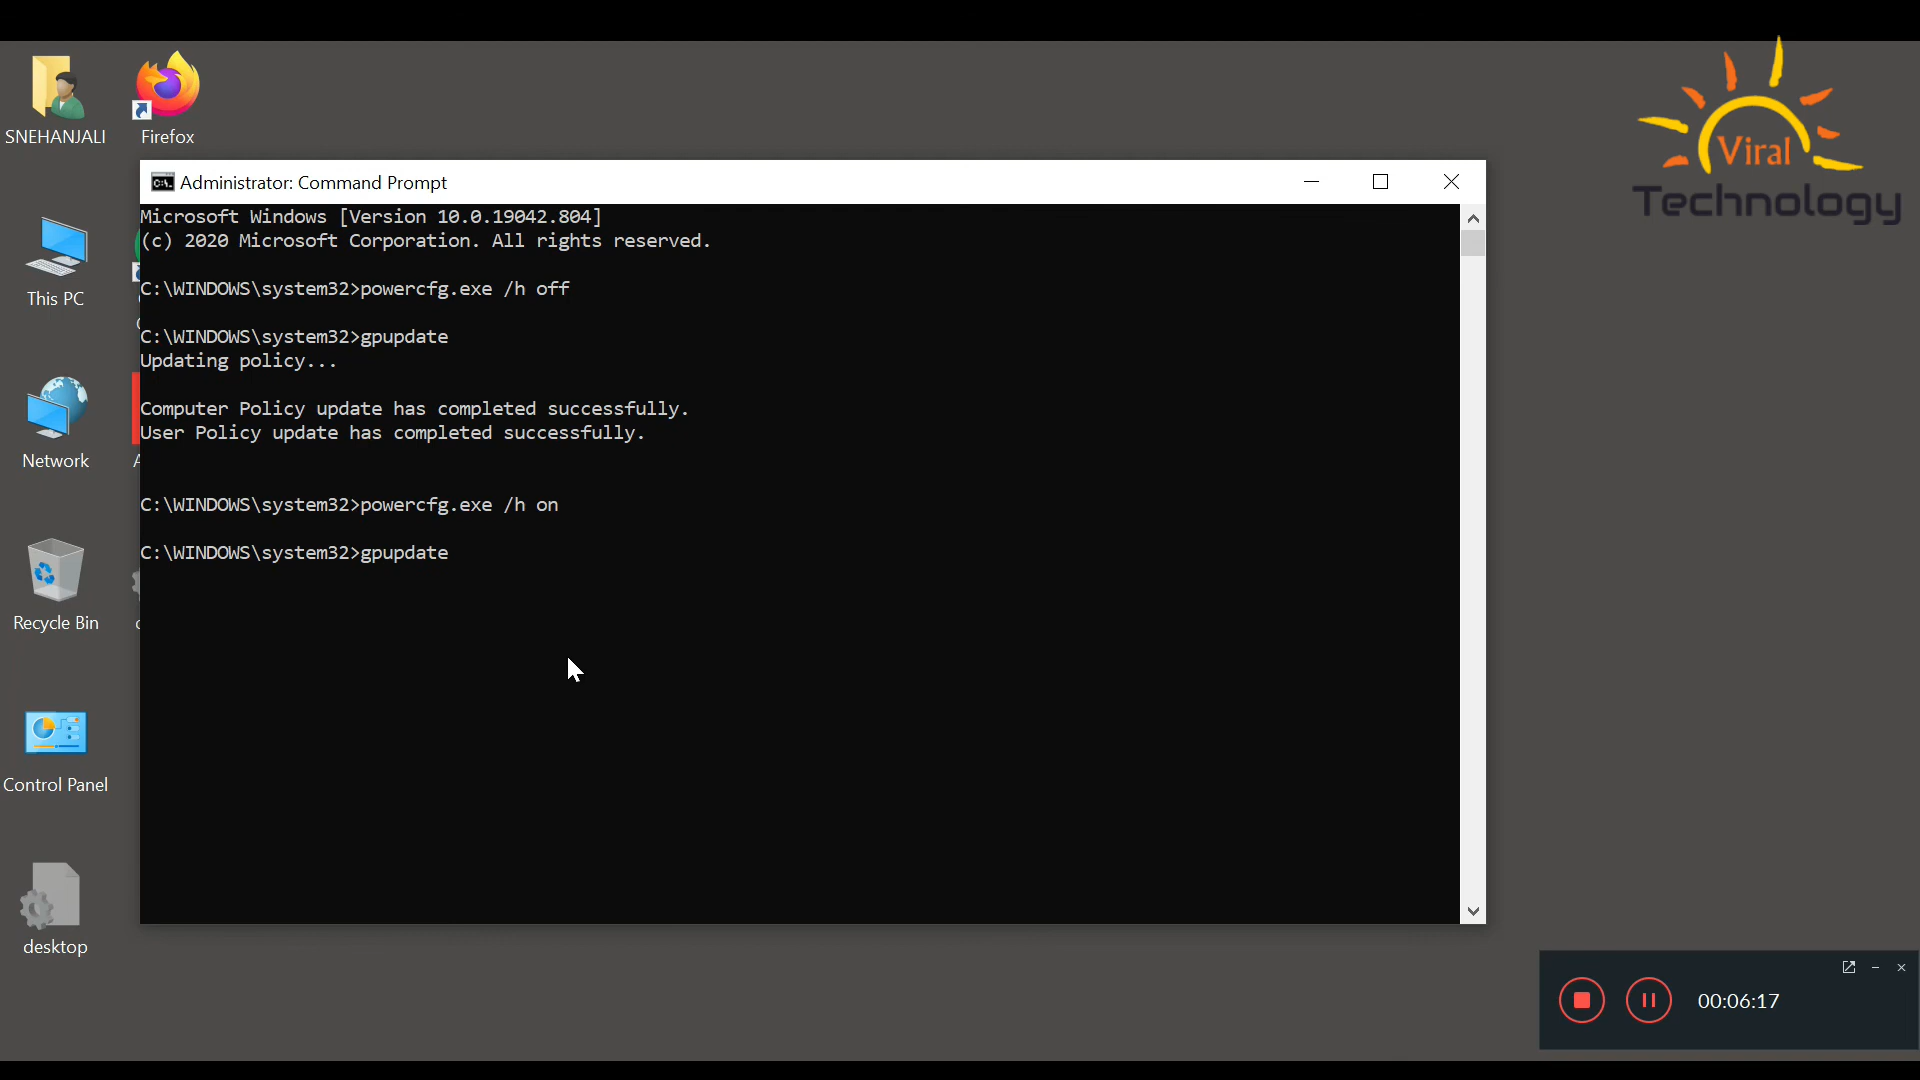 SNEHANJALI
Firefox
This PC
Network
Recycle Bin
Control Panel
desktop
Viral
Technology
Administrator: Command Prompt
Microsoft Windows [Version 10.0.19042.804]
(c) 2020 Microsoft Corporation. All rights reserved.
C:\WINDOWS\system32>powercfg.exe /h off
C:\WINDOWS\system32>gpupdate
Updating policy...
Computer Policy update has completed successfully.
User Policy update has completed successfully.
C:\WINDOWS\system32>powercfg.exe /h on
C:\WINDOWS\system32>gpupdate
00:06:17